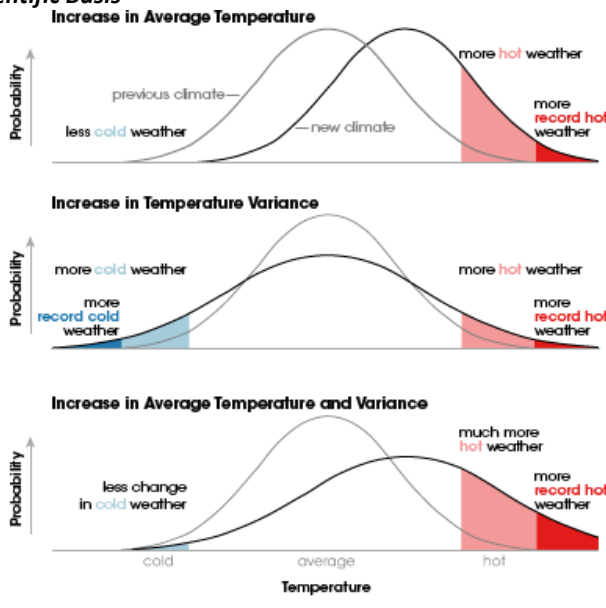 Increase in Average Temperature
Probability
previous climate
less cold weather
new climate
more hot weather
more
record hot
weather
Increase in Temperature Variance
Probability
more cold weather
more
record cold
weather
more hot weather
more
record hot
weather
Increase in Average Temperature and Variance
Probability
less change
in cold weather
much more
hot weather
more
record hot
weather
cold average hot
Temperature